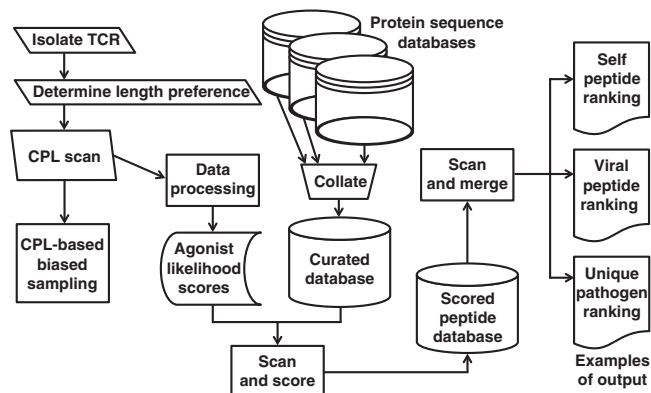 Isolate TCR
Determine length preference
CPL scan
CPL-based
biased
sampling
Data
processing
Agonist
likelihood
scores
Protein sequence
databases
Collate
Curated
database
Scan
and score
Scored
peptide
database
Scan
and merge
Self
peptide
ranking
Viral
peptide
ranking
Unique
pathogen
ranking
Examples
of output